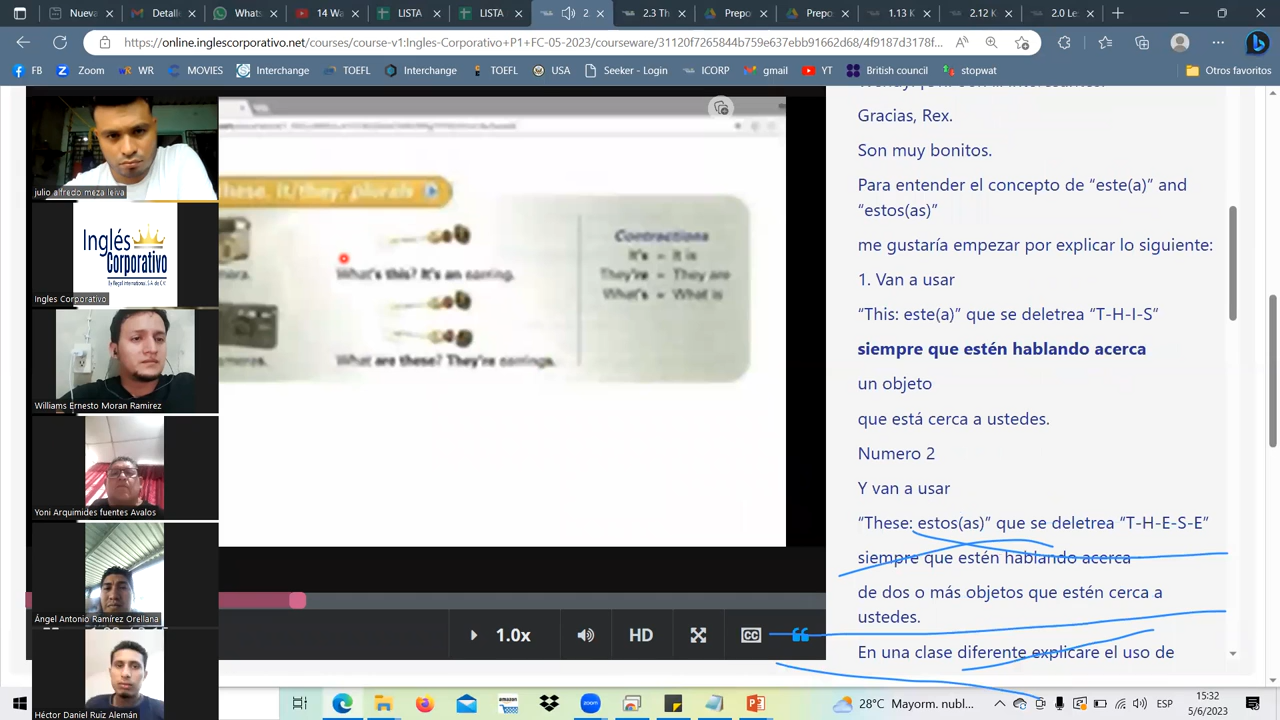 Detalle
Whats
14 Wa
LISTA
LISTA
2
2.3 Th
Prepo
Prepo
1.13 E
2.12 K
2.0 Le
https://online.inglescorporativo.net/courses/course-v1:Ingles-Corporativo+P1+FC-05-2023/courseware/31120f7265844b759e637ebb91662d68/4f9187d3178f...
FB
Zoom
WR
MOVIES
Interchange
TOEFL
Interchange
TOEFL
USA
Seeker - Login
ICORP
gmail
YT
British council
stopwat
Otros favoritos
Gracias, Rex.
Son muy bonitos.
Para entender el concepto de “este(a)” and
“estos(as)”
me gustaría empezar por explicar lo siguiente:
1. Van a usar
“This: este(a)” que se deletrea “T-H-I-S”
siempre que estén hablando acerca
un objeto
que está cerca a ustedes.
Numero 2
Y van a usar
“These: estos(as)” que se deletrea “T-H-E-S-E”
siempre que estén hablando acerca
de dos o más objetos que estén cerca a
ustedes.
En una clase diferente explicare el uso de
these. It/they, plurals
What's this? It's an earring.
What are these? They're earrings.
Contractions
It's = It is
They're = They are
What's = What is
julio alfredo meza leiva
Inglés
Corporativo
Ingles Corporativo
Williams Ernesto Moran Ramirez
Yoni Arquimides fuentes Avalos
Ángel Antonio Ramírez Orellana
Héctor Daniel Ruiz Alemán
1.0x
HD
CC
28°C Mayorm. nubl...
ESP
15:32
5/6/2023